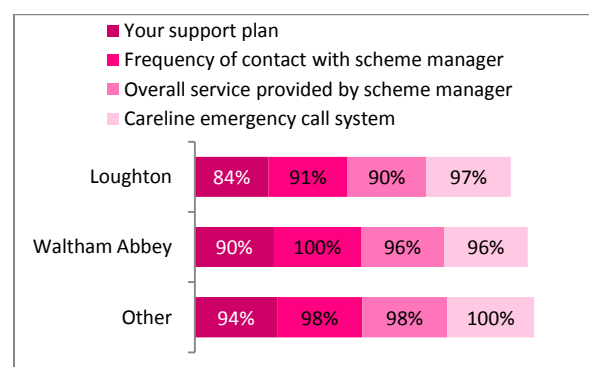 Your support plan
Frequency of contact with scheme manager
Overall service provided by scheme manager
Careline emergency call system
Loughton 84% 91% 90% 97%
Waltham Abbey 90% 100% 96% 96%
Other 94% 98% 98% 100%